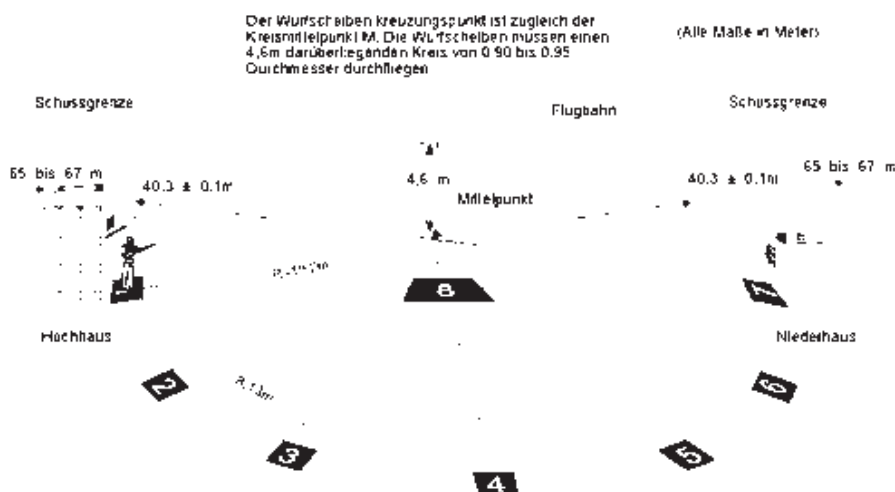 Der Wurfscheiben kreuzungspunkt ist zugleich der
Kreismittelpunkt M. Die Wurfscheiben müssen einen
4,6m darüberliegenden Kreis von 0.90 bis 0.95
Durchmesser durchfliegen
(Alle Maße in Meter)
Schussgrenze
Flugbahn
Schussgrenze
65 bis 67 m
40.3 ± 0.1m
4,6 m
Mittelpunkt
40.3 ± 0.1m
65 bis 67 m
1
8
7
Hochhaus
Niederhaus
2
6
3
5
4